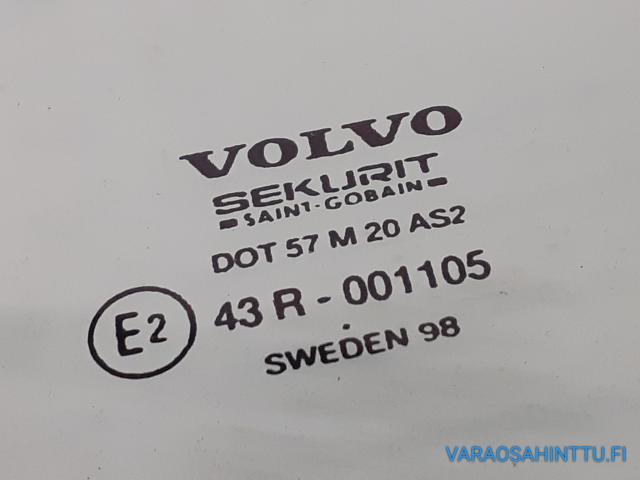 VOLVO
SEKURIT
SAINT-GOBAIN
DOT 57 M 20 AS2
E2 43 R - 001105
SWEDEN 98
VARAOSAHINTTU.FI